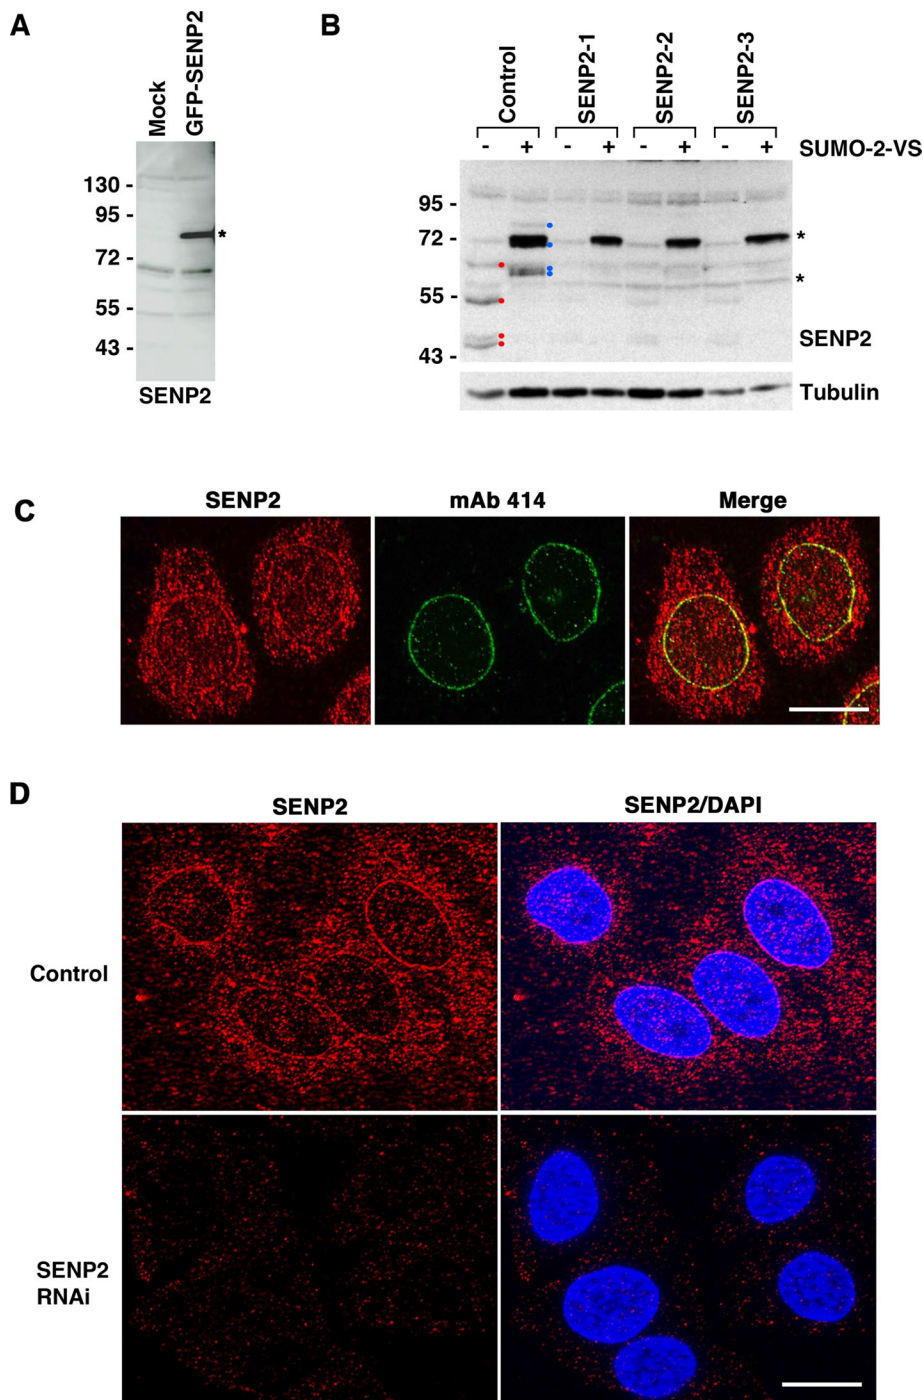 A
Mock
GFP-SENP2
130 -
95 -
72 -
55 -
43 -
*
SENP2
B
Control
SENP2-1
SENP2-2
SENP2-3
- + - + - + - + SUMO-2-VS
95 -
72 -
55 -
43 -
*
*
SENP2
Tubulin
C
SENP2 mAb 414 Merge
D
SENP2 SENP2/DAPI
Control
SENP2
RNAi